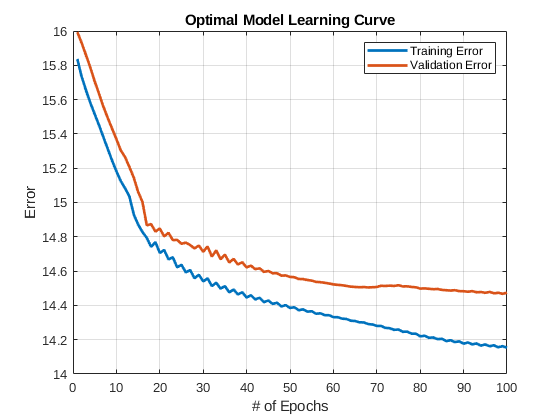 Optimal Model Learning Curve
Training Error
Validation Error
16
15.8
15.6
15.4
15.2
15
14.8
14.6
14.4
14.2
14
Error
0 10 20 30 40 50 60 70 80 90 100
# of Epochs